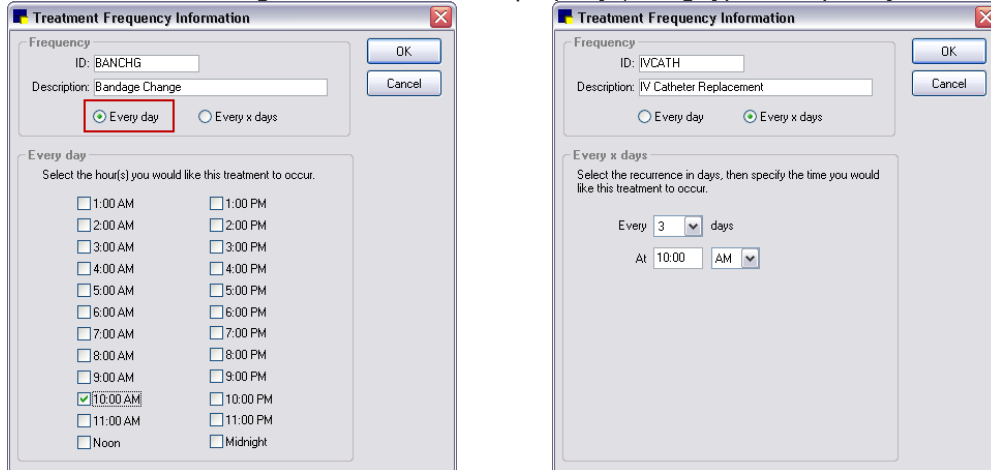 Treatment Frequency Information
Frequency
ID: BANCHG
Description: Bandage Change
Every day Every x days
OK
Cancel
Every day
Select the hour(s) you would like this treatment to occur.
1:00 AM 1:00 PM
2:00 AM 2:00 PM
3:00 AM 3:00 PM
4:00 AM 4:00 PM
5:00 AM 5:00 PM
6:00 AM 6:00 PM
7:00 AM 7:00 PM
8:00 AM 8:00 PM
9:00 AM 9:00 PM
10:00 AM 10:00 PM
11:00 AM 11:00 PM
Noon Midnight
Treatment Frequency Information
Frequency
ID: IVCATH
Description: IV Catheter Replacement
Every day Every x days
OK
Cancel
Every x days
Select the recurrence in days, then specify the time you would
like this treatment to occur.
Every 3 days
At 10:00 AM